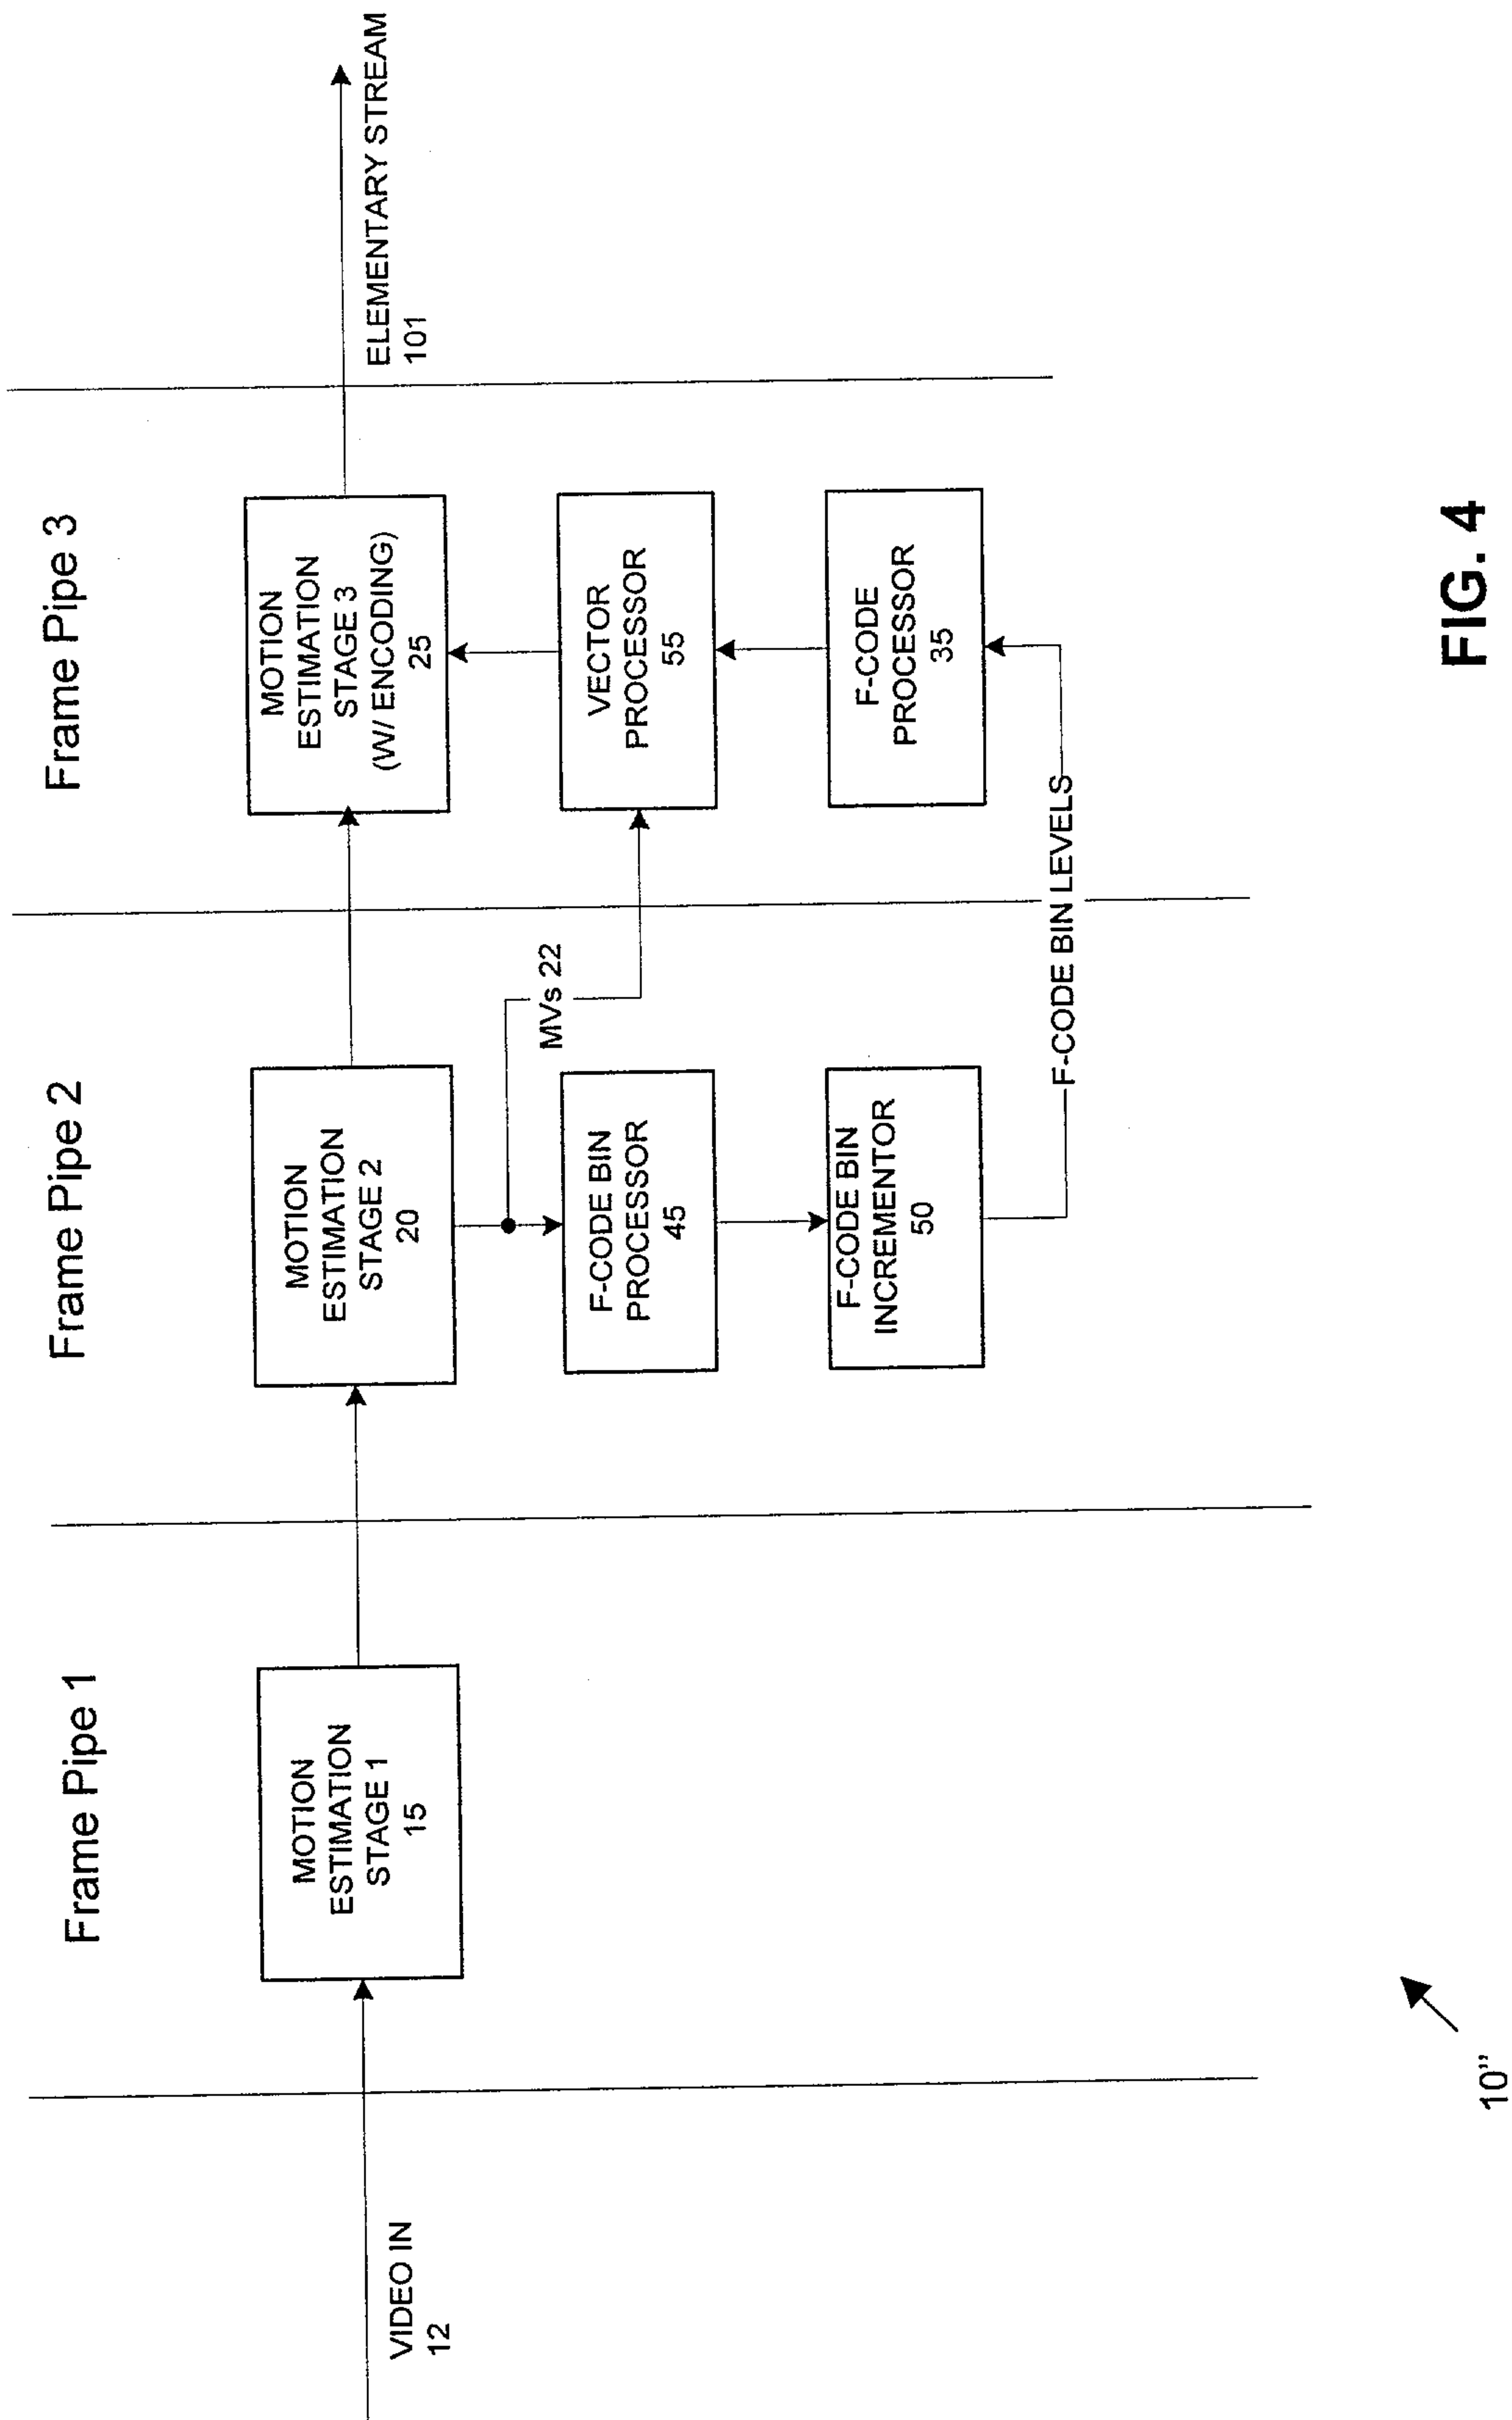 Frame Pipe 1
Frame Pipe 2
Frame Pipe 3
VIDEO IN
12
MOTION
ESTIMATION
STAGE 1
15
MOTION
ESTIMATION
STAGE 2
20
MOTION
ESTIMATION
STAGE 3
(W/ ENCODING)
25
ELEMENTARY STREAM
101
MVs 22
F-CODE BIN
PROCESSOR
45
VECTOR
PROCESSOR
55
F-CODE BIN
INCREMENTOR
50
F-CODE
PROCESSOR
35
F-CODE BIN LEVELS
10”
FIG. 4